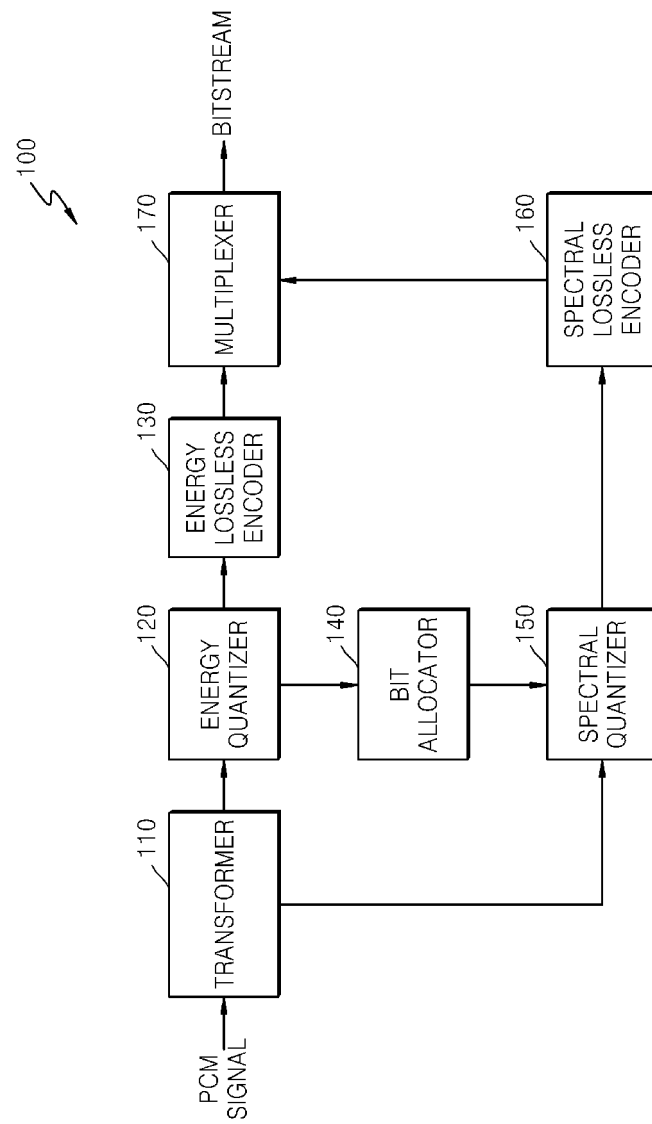 100
PCM
SIGNAL
110
TRANSFORMER
120
ENERGY
QUANTIZER
130
ENERGY
LOSSLESS
ENCODER
170
MULTIPLEXER
BITSTREAM
140
BIT
ALLOCATOR
150
SPECTRAL
QUANTIZER
160
SPECTRAL
LOSSLESS
ENCODER